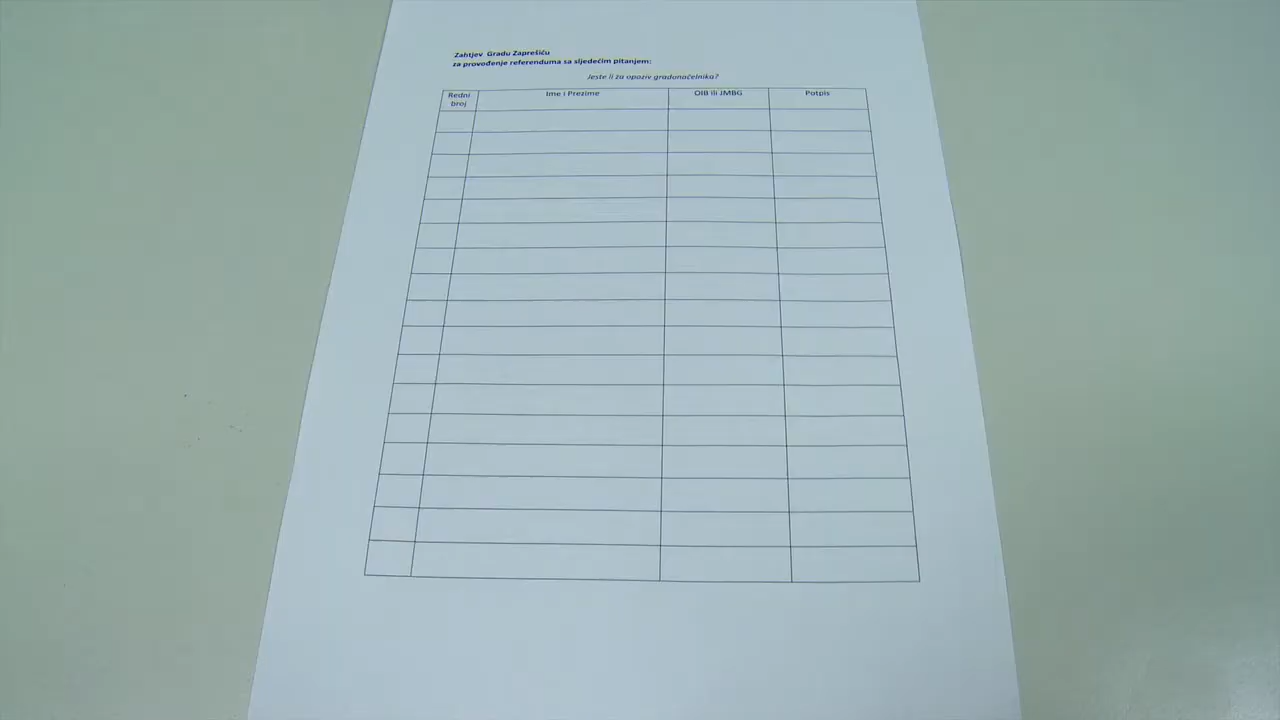 Zahtjev Gradu Zaprešiću
za provođenje referenduma sa sljedećim pitanjem:
Jeste li za opoziv gradonačelnika?
Redni broj Ime i Prezime OIB ili JMBG Potpis